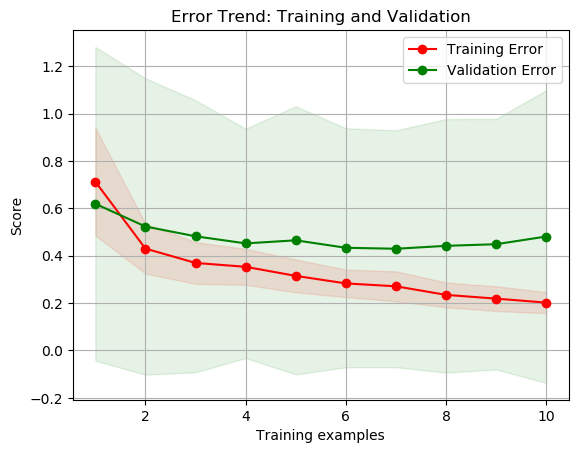 Error Trend: Training and Validation
Training Error
Validation Error
1.2
1.0
0.8
0.6
0.4
0.2
0.0
−0.2
Score
2 4 6 8 10
Training examples